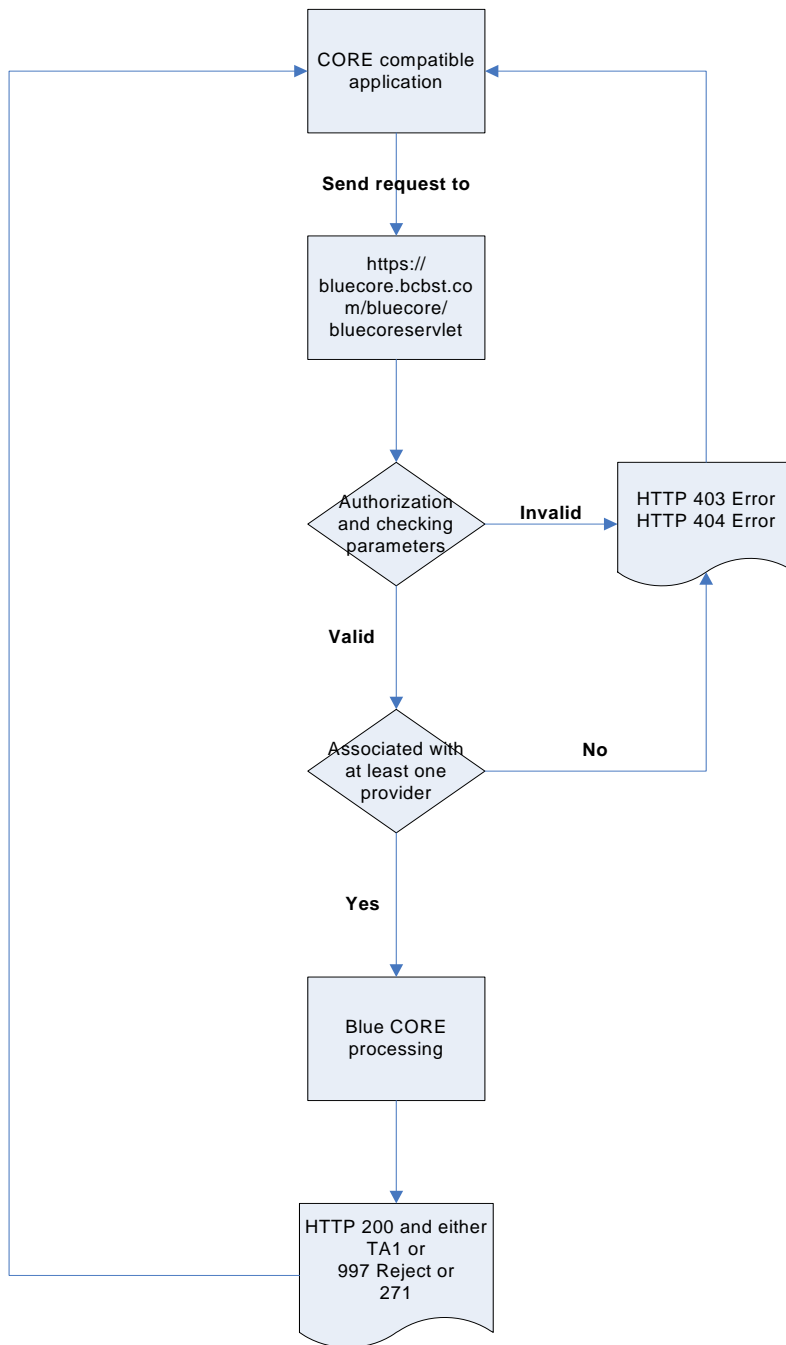 CORE compatible
application
Send request to
https://
bluecore.bcbst.co
m/bluecore/
bluecoreservlet
Authorization
and checking
parameters
Invalid
HTTP 403 Error
HTTP 404 Error
Valid
Associated with
at least one
provider
No
Yes
Blue CORE
processing
HTTP 200 and either
TA1 or
997 Reject or
271